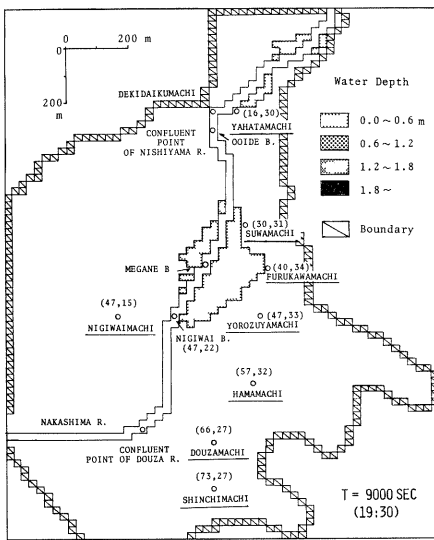 0 200 m
0
200
m
DEKIDAIKUMACHI
Water Depth
(16,30)
YAHATAMACHI
OOIDE B.
CONFLUENT
POINT
OF NISHIYAMA R.
0.0 ~ 0.6 m
0.6 ~ 1.2
1.2 ~ 1.8
1.8 ~
Boundary
(30,31)
SUWAMACHI
MEGANE B
(40,34)
FURUKAWAMACHI
(47,15)
NIGIWAIMACHI
(47,33)
YOROZUYAMACHI
NIGIWAI B.
(47,22)
(57,32)
HAMAMACHI
NAKASHIMA R.
CONFLUENT
POINT OF DOUZA R.
(66,27)
DOUZAMACHI
(73,27)
SHINCHIMACHI
T = 9000 SEC
(19:30)